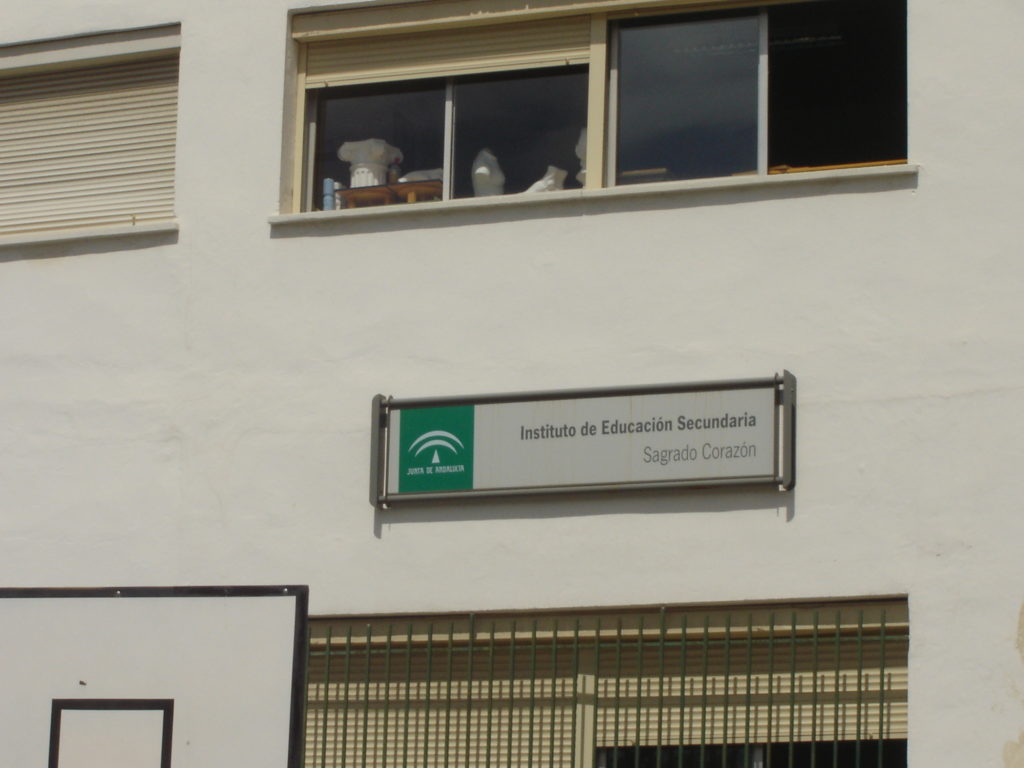 Instituto de Educación Secundaria
Sagrado Corazón
JUNTA DE ANDALUCIA